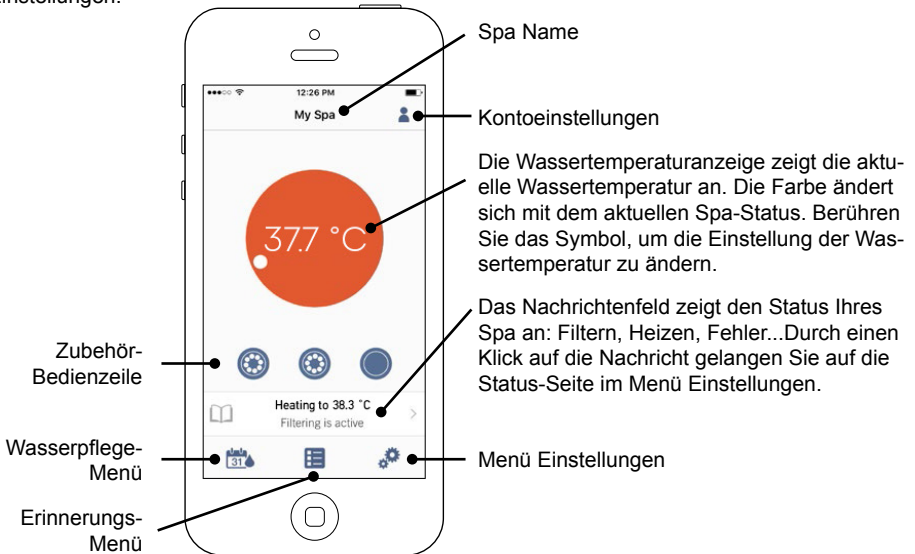 Einstellungen.
Spa Name
12:26 PM
My Spa
Kontoeinstellungen
Die Wassertemperaturanzeige zeigt die aktu-
elle Wassertemperatur an. Die Farbe ändert
sich mit dem aktuellen Spa-Status. Berühren
Sie das Symbol, um die Einstellung der Was-
sertemperatur zu ändern.
37.7 °C
Das Nachrichtenfeld zeigt den Status Ihres
Spa an: Filtern, Heizen, Fehler...Durch einen
Klick auf die Nachricht gelangen Sie auf die
Status-Seite im Menü Einstellungen.
Zubehör-
Bedienzeile
Heating to 38.3 °C
Filtering is active
Wasserpflege-
Menü
31
Menü Einstellungen
Erinnerungs-
Menü